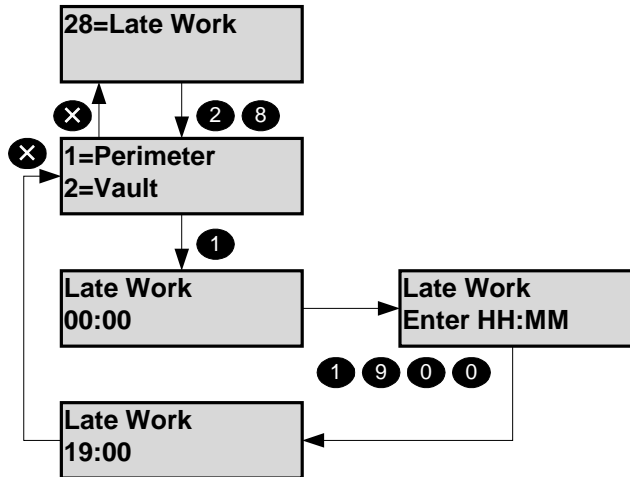 28=Late Work
2 8
1=Perimeter
2=Vault
1
Late Work
00:00
Late Work
Enter HH:MM
1 9 0 0
Late Work
19:00